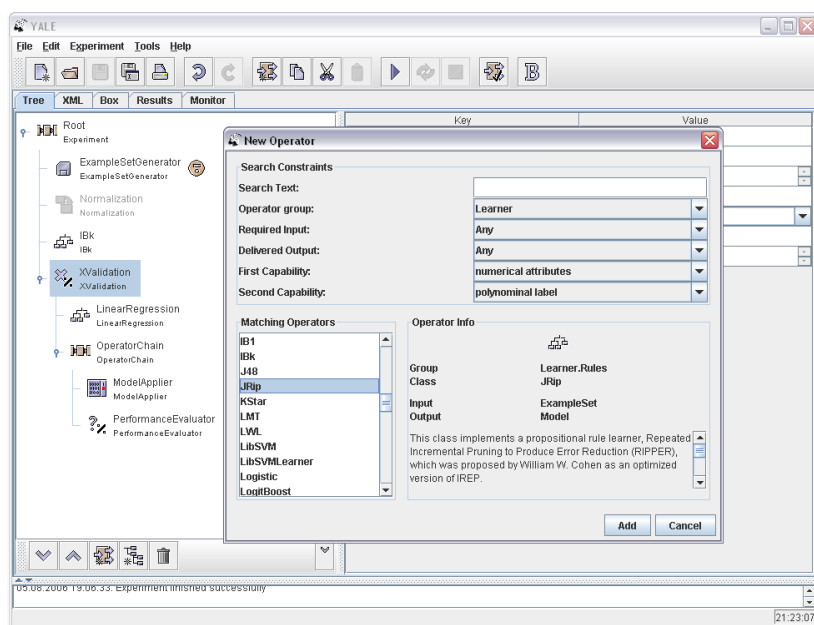 YALE
File Edit Experiment Tools Help
Tree XML Box Results Monitor
Root
Experiment
ExampleSetGenerator
ExampleSetGenerator
Normalization
Normalization
IBk
IBk
XValidation
XValidation
LinearRegression
LinearRegression
OperatorChain
OperatorChain
ModelApplier
ModelApplier
PerformanceEvaluator
PerformanceEvaluator
Key Value
New Operator
Search Constraints
Search Text:
Operator group: Learner
Required Input: Any
Delivered Output: Any
First Capability: numerical attributes
Second Capability: polynominal label
Matching Operators
IB1
IBk
J48
JRip
KStar
LMT
LWL
LibSVM
LibSVMLearner
Logistic
LogitBoost
Operator Info
Group Learner.Rules
Class JRip
Input ExampleSet
Output Model
This class implements a propositional rule learner, Repeated
Incremental Pruning to Produce Error Reduction (RIPPER),
which was proposed by William W. Cohen as an optimized
version of IREP.
Add Cancel
05.08.2006 19.06.33: Experiment finished successfully
21:23:07